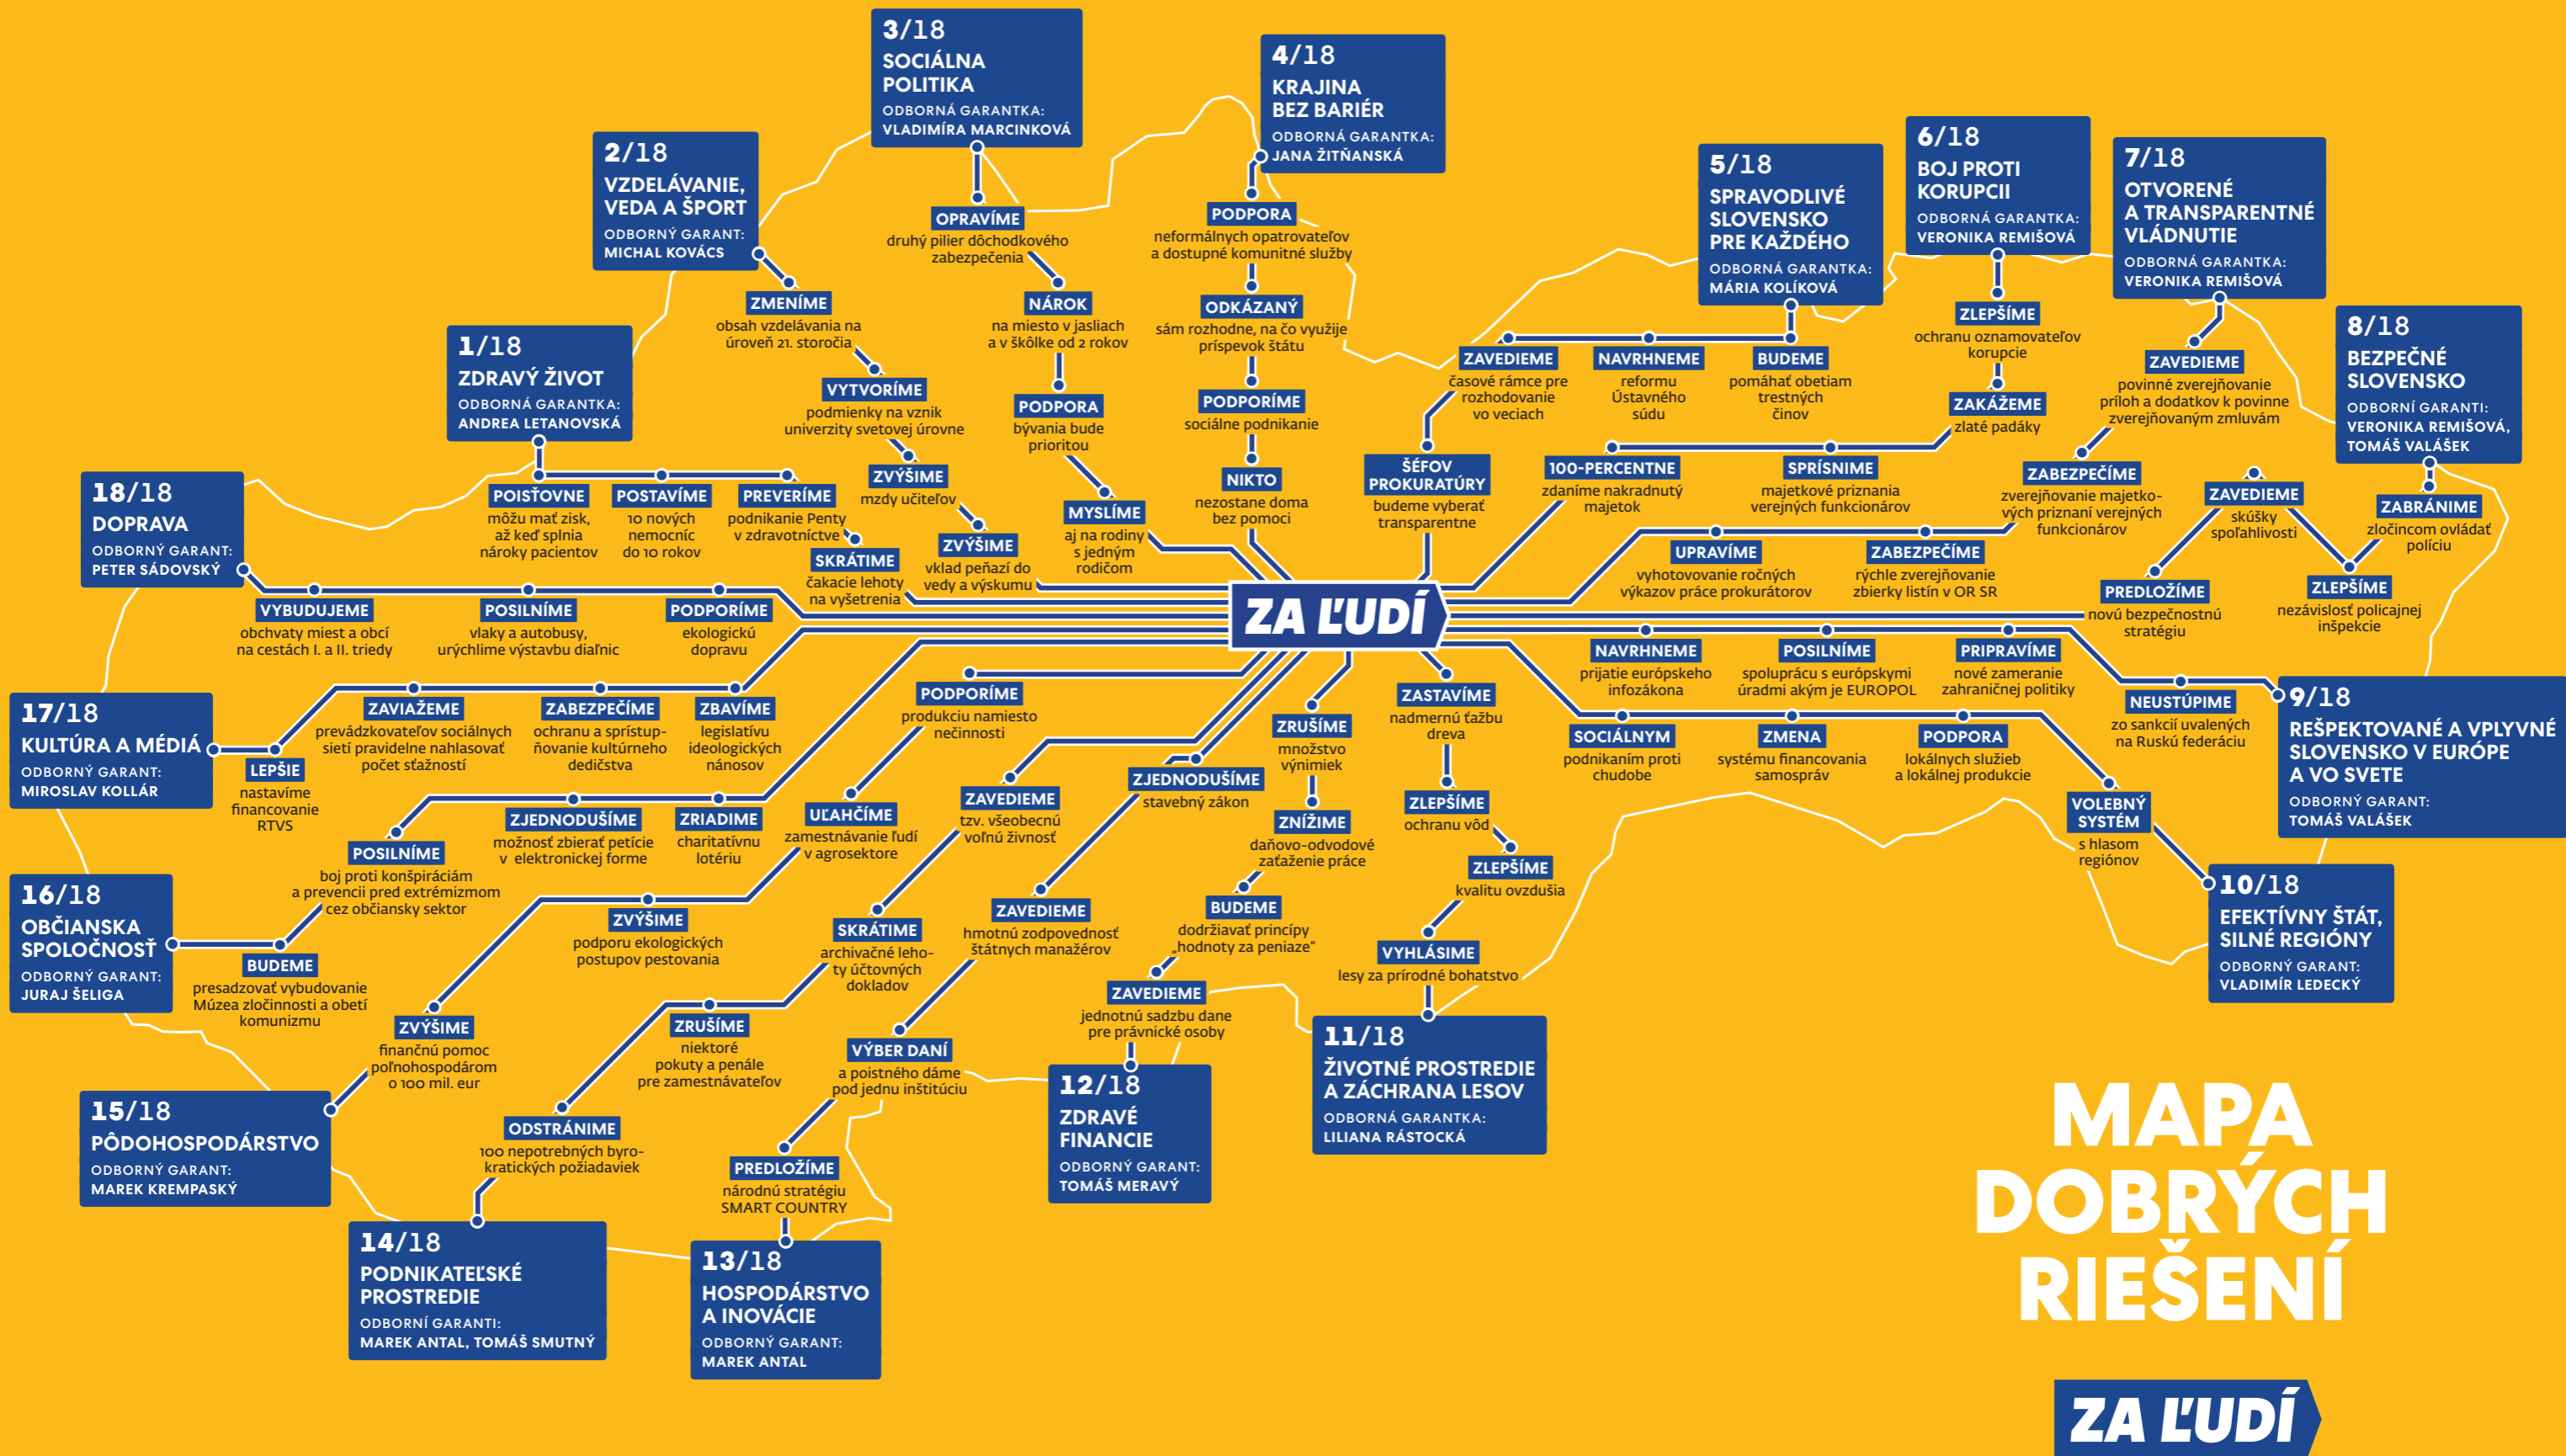 3/18
SOCIÁLNA
POLITIKA
ODBORNÁ GARANTKA:
VLADIMÍRA MARCINKOVÁ
OPRAVÍME
druhý pilier dôchodkového
zabezpečenia
NÁROK
na miesto v jasliach
a v škôlke od 2 rokov
PODPORA
bývania bude
prioritou
MYSLÍME
aj na rodiny
s jedným
rodičom
4/18
KRAJINA
BEZ BARIÉR
ODBORNÁ GARANTKA:
JANA ŽITŇANSKÁ
PODPORA
neformálnych opatrovateľov
a dostupné komunitné služby
ODKÁZANÝ
sám rozhodne, na čo využije
príspevok štátu
PODPORÍME
sociálne podnikanie
NIKTO
nezostane doma
bez pomoci
2/18
VZDELÁVANIE,
VEDA A ŠPORT
ODBORNÝ GARANT:
MICHAL KOVÁCS
ZMENÍME
obsah vzdelávania na
úroveň 21. storočia
VYTVORÍME
podmienky na vznik
univerzity svetovej úrovne
ZVÝŠIME
mzdy učiteľov
ZVÝŠIME
vklad peňazí do
vedy a výskumu
1/18
ZDRAVÝ ŽIVOT
ODBORNÁ GARANTKA:
ANDREA LETANOVSKÁ
POISŤOVNE
môžu mať zisk,
až keď splnia
nároky pacientov
POSTAVÍME
10 nových
nemocníc
do 10 rokov
PREVERÍME
podnikanie Penty
v zdravotníctve
SKRÁTIME
čakacie lehoty
na vyšetrenia
5/18
SPRAVODLIVÉ
SLOVENSKO
PRE KAŽDÉHO
ODBORNÁ GARANTKA:
MÁRIA KOLÍKOVÁ
ZAVEDIEME
časové rámce pre
rozhodovanie
vo veciach
NAVRHNEME
reformu
Ústavného
súdu
BUDEME
pomáhať obetiam
trestných
činov
ŠÉFOV
PROKURATÚRY
budeme vyberať
transparentne
6/18
BOJ PROTI
KORUPCII
ODBORNÁ GARANTKA:
VERONIKA REMIŠOVÁ
ZLEPŠÍME
ochranu oznamovateľov
korupcie
ZAKÁŽEME
zlaté padáky
100-PERCENTNE
zdaníme nakradnutý
majetok
SPRÍSNIME
majetkové priznania
verejných funkcionárov
7/18
OTVORENÉ
A TRANSPARENTNÉ
VLÁDNUTIE
ODBORNÁ GARANTKA:
VERONIKA REMIŠOVÁ
ZAVEDIEME
povinné zverejňovanie
príloh a dodatkov k povinne
zverejňovaným zmluvám
ZABEZPEČÍME
zverejňovanie majetko-
vých priznaní verejných
funkcionárov
UPRAVÍME
vyhotovovanie ročných
výkazov práce prokurátorov
ZABEZPEČÍME
rýchle zverejňovanie
zbierky listín v OR SR
8/18
BEZPEČNÉ
SLOVENSKO
ODBORNÍ GARANTI:
VERONIKA REMIŠOVÁ,
TOMÁŠ VALÁŠEK
ZAVEDIEME
skúšky
spoľahlivosti
ZABRÁNIME
zločincom ovládať
políciu
PREDLOŽÍME
novú bezpečnostnú
stratégiu
ZLEPŠÍME
nezávislosť policajnej
inšpekcie
18/18
DOPRAVA
ODBORNÝ GARANT:
PETER SÁDOVSKÝ
VYBUDUJEME
obchvaty miest a obcí
na cestách I. a II. triedy
POSILNÍME
vlaky a autobusy,
urýchlime výstavbu diaľnic
PODPORÍME
ekologickú
dopravu
ZA ĽUDÍ
NAVRHNEME
prijatie európskeho
infozákona
POSILNÍME
spoluprácu s európskymi
úradmi akým je EUROPOL
PRIPRAVÍME
nové zameranie
zahraničnej politiky
NEUSTÚPIME
zo sankcií uvalených
na Ruskú federáciu
9/18
REŠPEKTOVANÉ A VPLYVNÉ
SLOVENSKO V EURÓPE
A VO SVETE
ODBORNÝ GARANT:
TOMÁŠ VALÁŠEK
17/18
KULTÚRA A MÉDIÁ
ODBORNÝ GARANT:
MIROSLAV KOLLÁR
LEPŠIE
nastavíme
financovanie
RTVS
ZAVIAŽEME
prevádzkovateľov sociálnych
sietí pravidelne nahlasovať
počet sťažností
ZABEZPEČÍME
ochranu a sprístup-
ňovanie kultúrneho
dedičstva
ZBAVÍME
legislatívu
ideologických
nánosov
SOCIÁLNYM
podnikaním proti
chudobe
ZMENA
systému financovania
samospráv
PODPORA
lokálnych služieb
a lokálnej produkcie
VOLEBNÝ
SYSTÉM
s hlasom
regiónov
10/18
EFEKTÍVNY ŠTÁT,
SILNÉ REGIÓNY
ODBORNÝ GARANT:
VLADIMÍR LEDECKÝ
16/18
OBČIANSKA
SPOLOČNOSŤ
ODBORNÝ GARANT:
JURAJ ŠELIGA
BUDEME
presadzovať vybudovanie
Múzea zločinnosti a obetí
komunizmu
POSILNÍME
boj proti konšpiráciám
a prevencii pred extrémizmom
cez občiansky sektor
ZJEDNODUŠÍME
možnosť zbierať petície
v elektronickej forme
ZRIADIME
charitatívnu
lotériu
PODPORÍME
produkciu namiesto
nečinnosti
UĽAHČÍME
zamestnávanie ľudí
v agrosektore
ZVÝŠIME
podporu ekologických
postupov pestovania
ZVÝŠIME
finančnú pomoc
poľnohospodárom
o 100 mil. eur
15/18
PÔDOHOSPODÁRSTVO
ODBORNÝ GARANT:
MAREK KREMPASKÝ
ZAVEDIEME
tzv. všeobecnú
voľnú živnosť
SKRÁTIME
archivačné leho-
ty účtovných
dokladov
ZRUŠÍME
niektoré
pokuty a penále
pre zamestnávateľov
ODSTRÁNIME
100 nepotrebných byro-
kratických požiadaviek
14/18
PODNIKATEĽSKÉ
PROSTREDIE
ODBORNÍ GARANTI:
MAREK ANTAL, TOMÁŠ SMUTNÝ
ZJEDNODUŠÍME
stavebný zákon
ZAVEDIEME
hmotnú zodpovednosť
štátnych manažérov
VÝBER DANÍ
a poistného dáme
pod jednu inštitúciu
PREDLOŽÍME
národnú stratégiu
SMART COUNTRY
13/18
HOSPODÁRSTVO
A INOVÁCIE
ODBORNÝ GARANT:
MAREK ANTAL
ZRUŠÍME
množstvo
výnimiek
ZNÍŽIME
daňovo-odvodové
zaťaženie práce
BUDEME
dodržiavať princípy
„hodnoty za peniaze“
ZAVEDIEME
jednotnú sadzbu dane
pre právnické osoby
12/18
ZDRAVÉ
FINANCIE
ODBORNÝ GARANT:
TOMÁŠ MERAVÝ
ZASTAVÍME
nadmernú ťažbu
dreva
ZLEPŠÍME
ochranu vôd
ZLEPŠÍME
kvalitu ovzdušia
VYHLÁSIME
lesy za prírodné bohatstvo
11/18
ŽIVOTNÉ PROSTREDIE
A ZÁCHRANA LESOV
ODBORNÁ GARANTKA:
LILIANA RÁSTOCKÁ
MAPA
DOBRÝCH
RIEŠENÍ
ZA ĽUDÍ